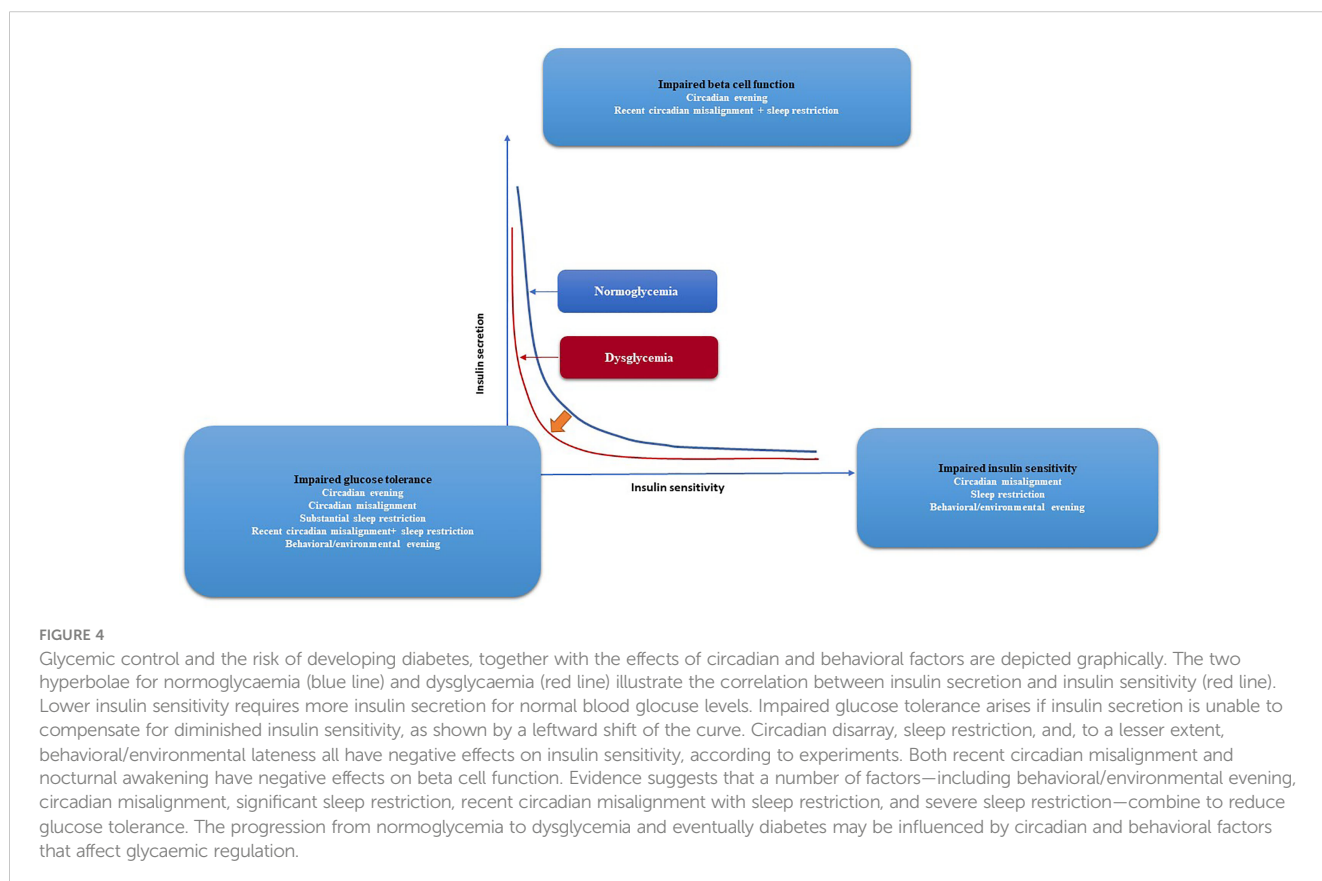 Impaired beta cell function
Circadian evening
Recent circadian misalignment + sleep restriction
Insulin secretion
Normoglycemia
Dysglycemia
Impaired glucose tolerance
Circadian evening
Circadian misalignment
Substantial sleep restriction
Recent circadian misalignment+ sleep restriction
Behavioral/environmental evening
Insulin sensitivity
Impaired insulin sensitivity
Circadian misalignment
Sleep restriction
Behavioral/environmental evening
FIGURE 4
Glycemic control and the risk of developing diabetes, together with the effects of circadian and behavioral factors are depicted graphically. The two
hyperbolae for normoglycaemia (blue line) and dysglycaemia (red line) illustrate the correlation between insulin secretion and insulin sensitivity (red line).
Lower insulin sensitivity requires more insulin secretion for normal blood glocuse levels. Impaired glucose tolerance arises if insulin secretion is unable to
compensate for diminished insulin sensitivity, as shown by a leftward shift of the curve. Circadian disarray, sleep restriction, and, to a lesser extent,
behavioral/environmental lateness all have negative effects on insulin sensitivity, according to experiments. Both recent circadian misalignment and
nocturnal awakening have negative effects on beta cell function. Evidence suggests that a number of factors—including behavioral/environmental evening,
circadian misalignment, significant sleep restriction, recent circadian misalignment with sleep restriction, and severe sleep restriction—combine to reduce
glucose tolerance. The progression from normoglycemia to dysglycemia and eventually diabetes may be influenced by circadian and behavioral factors
that affect glycaemic regulation.